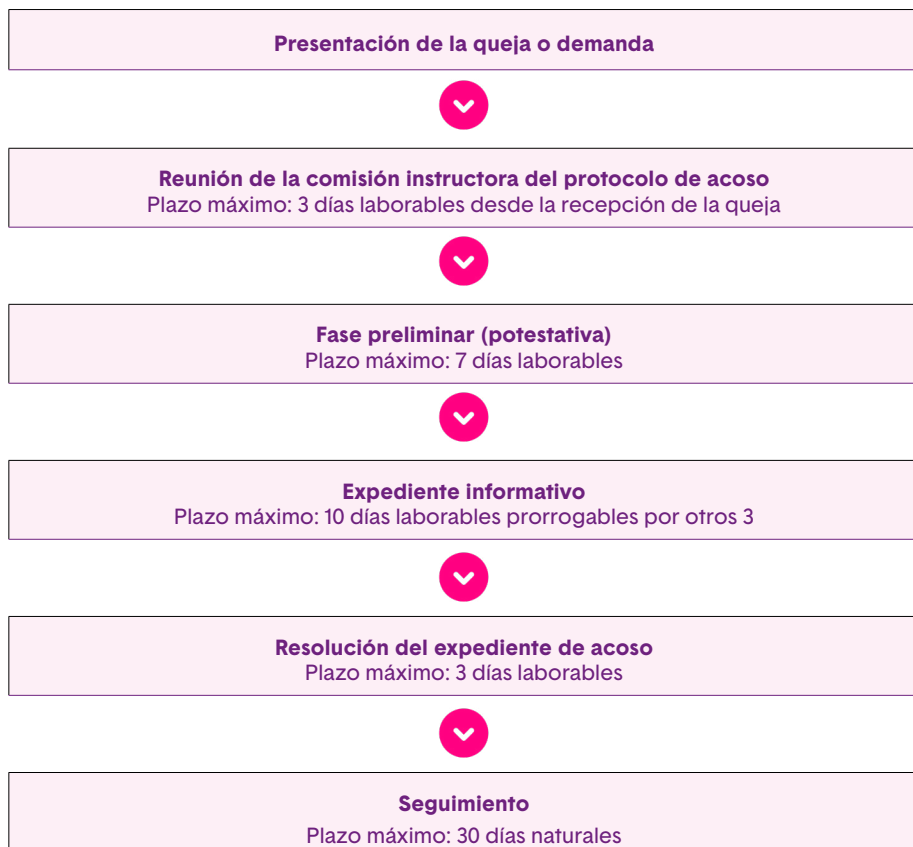 Presentación de la queja o demanda
Reunión de la comisión instructora del protocolo de acoso
Plazo máximo: 3 días laborables desde la recepción de la queja
Fase preliminar (potestativa)
Plazo máximo: 7 días laborables
Expediente informativo
Plazo máximo: 10 días laborables prorrogables por otros 3
Resolución del expediente de acoso
Plazo máximo: 3 días laborables
Seguimiento
Plazo máximo: 30 días naturales